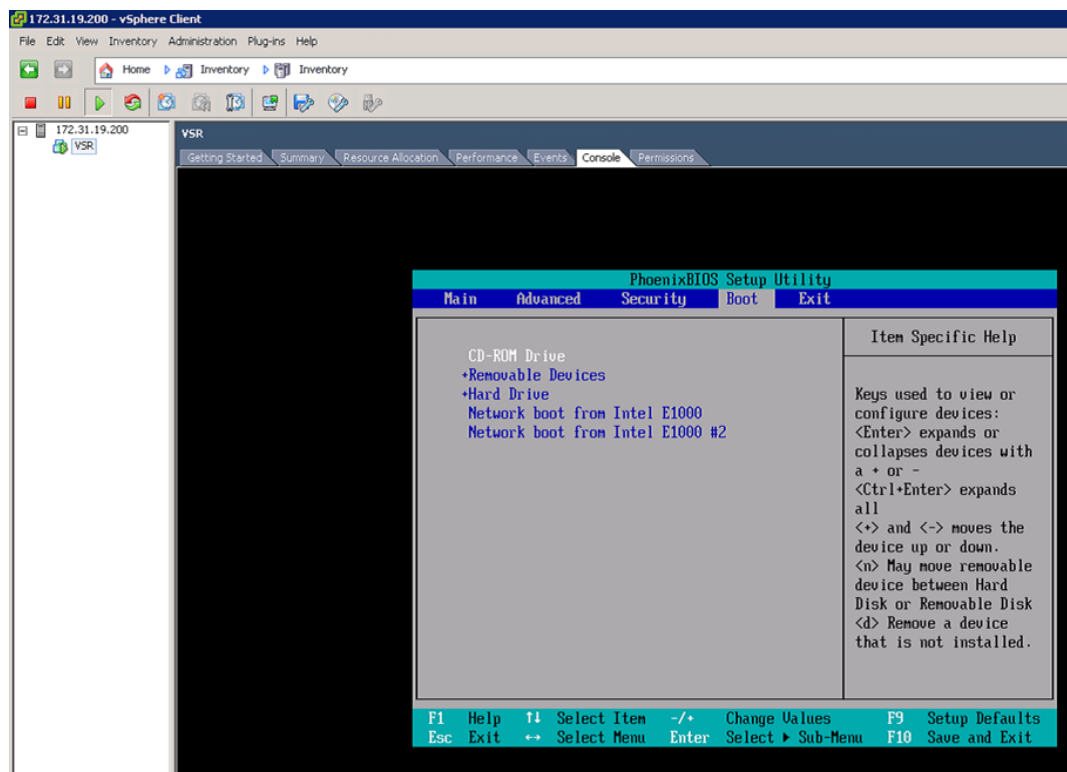 172.31.19.200 - vSphere Client
File Edit View Inventory Administration Plug-ins Help
Home Inventory Inventory
172.31.19.200
VSR
VSR
Getting Started Summary Resource Allocation Performance Events Console Permissions
PhoenixBIOS Setup Utility
Main Advanced Security Boot Exit
CD-ROM Drive
+Removable Devices
+Hard Drive
Network boot from Intel E1000
Network boot from Intel E1000 #2
Item Specific Help
Keys used to view or
configure devices:
<Enter> expands or
collapses devices with
a + or -
<Ctrl+Enter> expands
all
<+> and <-> moves the
device up or down.
<n> May move removable
device between Hard
Disk or Removable Disk
<d> Remove a device
that is not installed.
F1 Help ↑↓ Select Item -/+ Change Values F9 Setup Defaults
Esc Exit ↔ Select Menu Enter Select ▶ Sub-Menu F10 Save and Exit